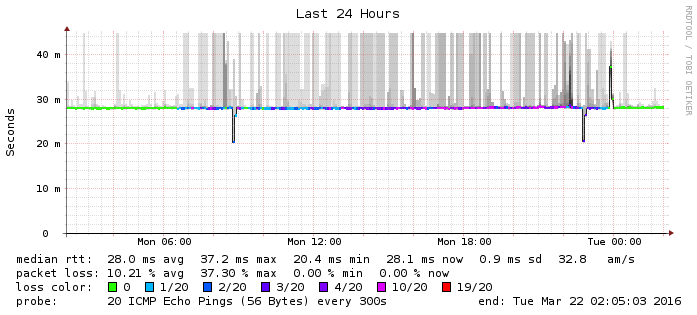 Last 24 Hours
RRDTOOL / TOBI OETIKER
Seconds
40 m
30 m
20 m
10 m
0
Mon 06:00 Mon 12:00 Mon 18:00 Tue 00:00
median rtt: 28.0 ms avg 37.2 ms max 20.4 ms min 28.1 ms now 0.9 ms sd 32.8 am/s
packet loss: 10.21 % avg 37.30 % max 0.00 % min 0.00 % now
loss color: 0 1/20 2/20 3/20 4/20 10/20 19/20
probe: 20 ICMP Echo Pings (56 Bytes) every 300s end: Tue Mar 22 02:05:03 2016